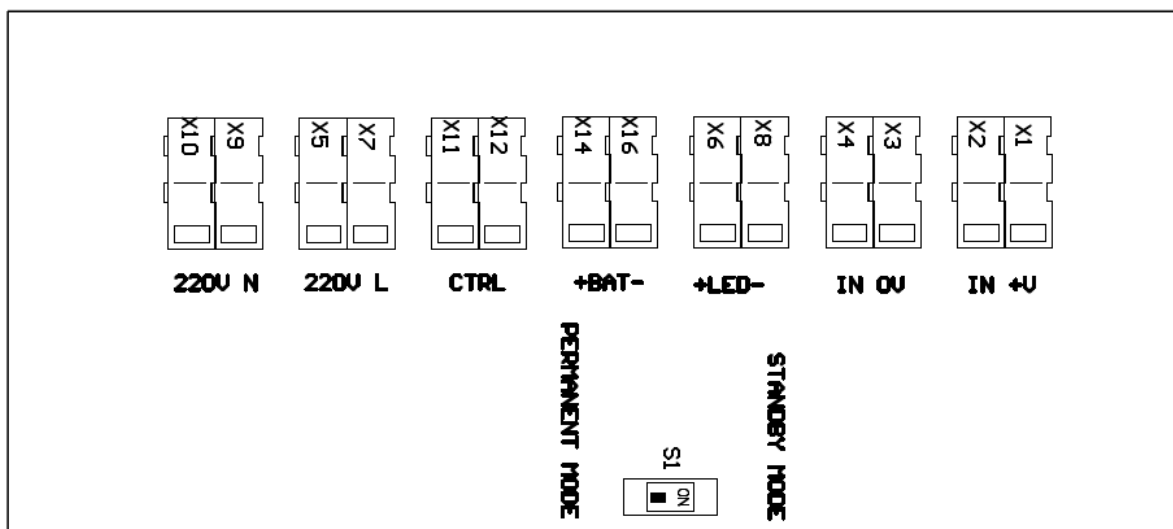 X10 X9 X5 X7 X11 X12 X14 X16 X6 X8 X4 X3 X2 X1
220V N 220V L CTRL +BAT- +LED- IN 0V IN +V
PERMANENT MODE
S1
ON
STANDBY MODE